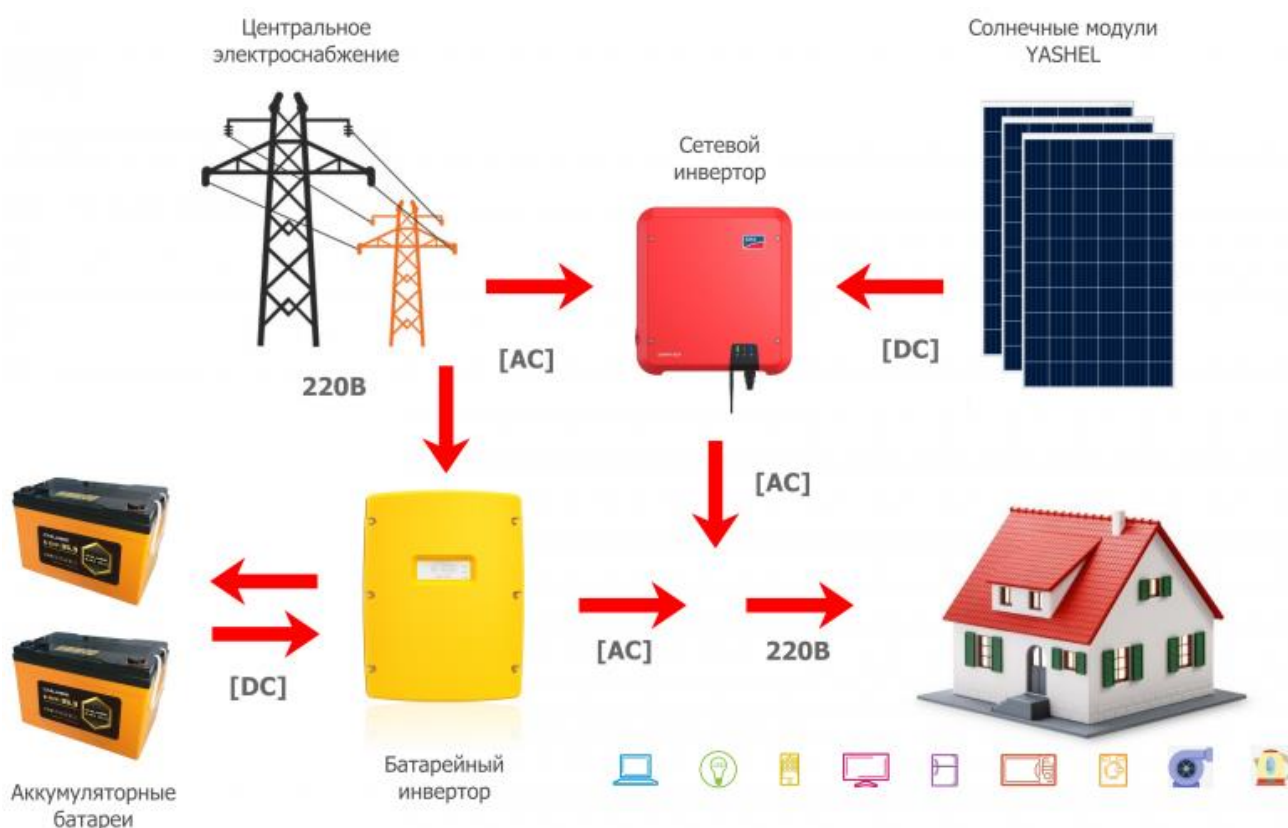 Центральное
электроснабжение
Солнечные модули
YASHEL
Сетевой
инвертор
[AC]
[DC]
220В
[AC]
[DC]
[AC]
220В
Батарейный
инвертор
Аккумуляторные
батареи